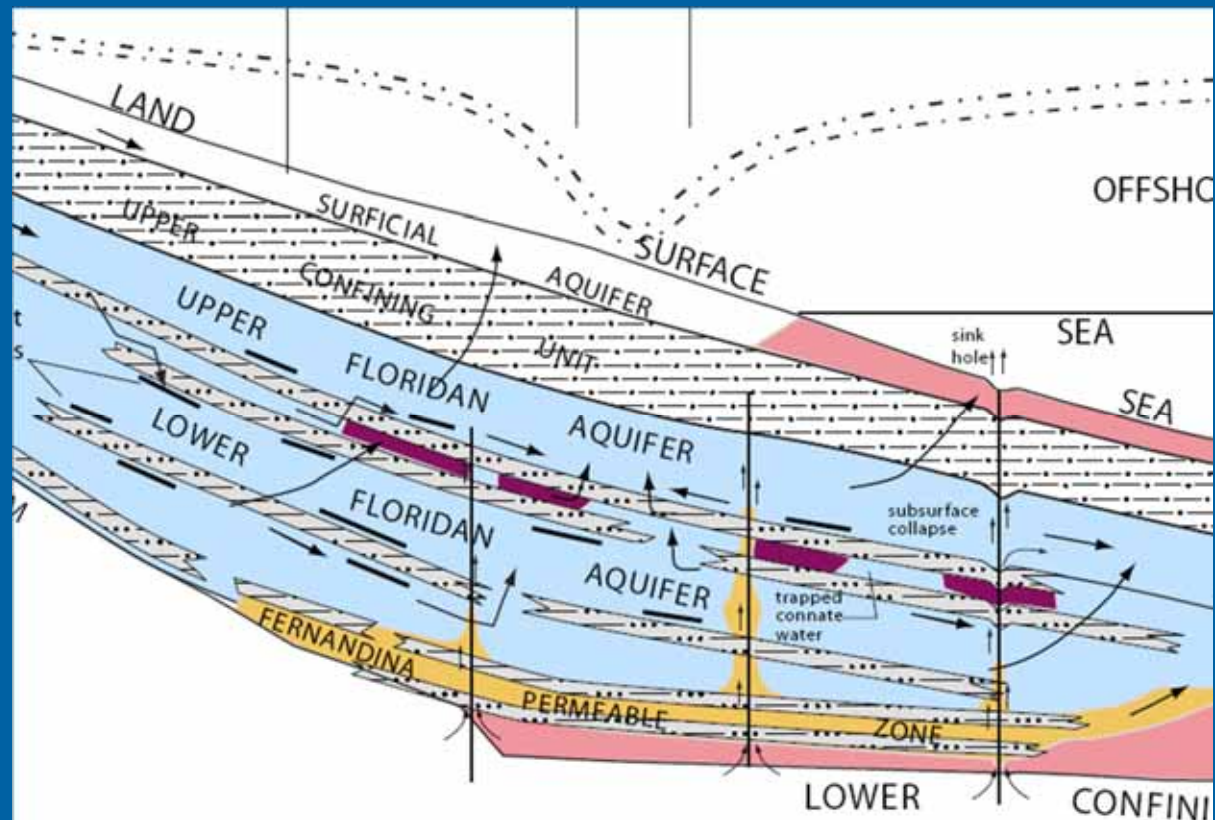 LAND
SURFACE
OFFSHO
SURFICIAL
AQUIFER
UPPER
CONFINING
UNIT
SEA
sink
hole
SEA
UPPER
FLORIDAN
AQUIFER
t
s
LOWER
FLORIDAN
AQUIFER
subsurface
collapse
trapped
connate
water
M
FERNANDINA
PERMEABLE
ZONE
LOWER
CONFINI